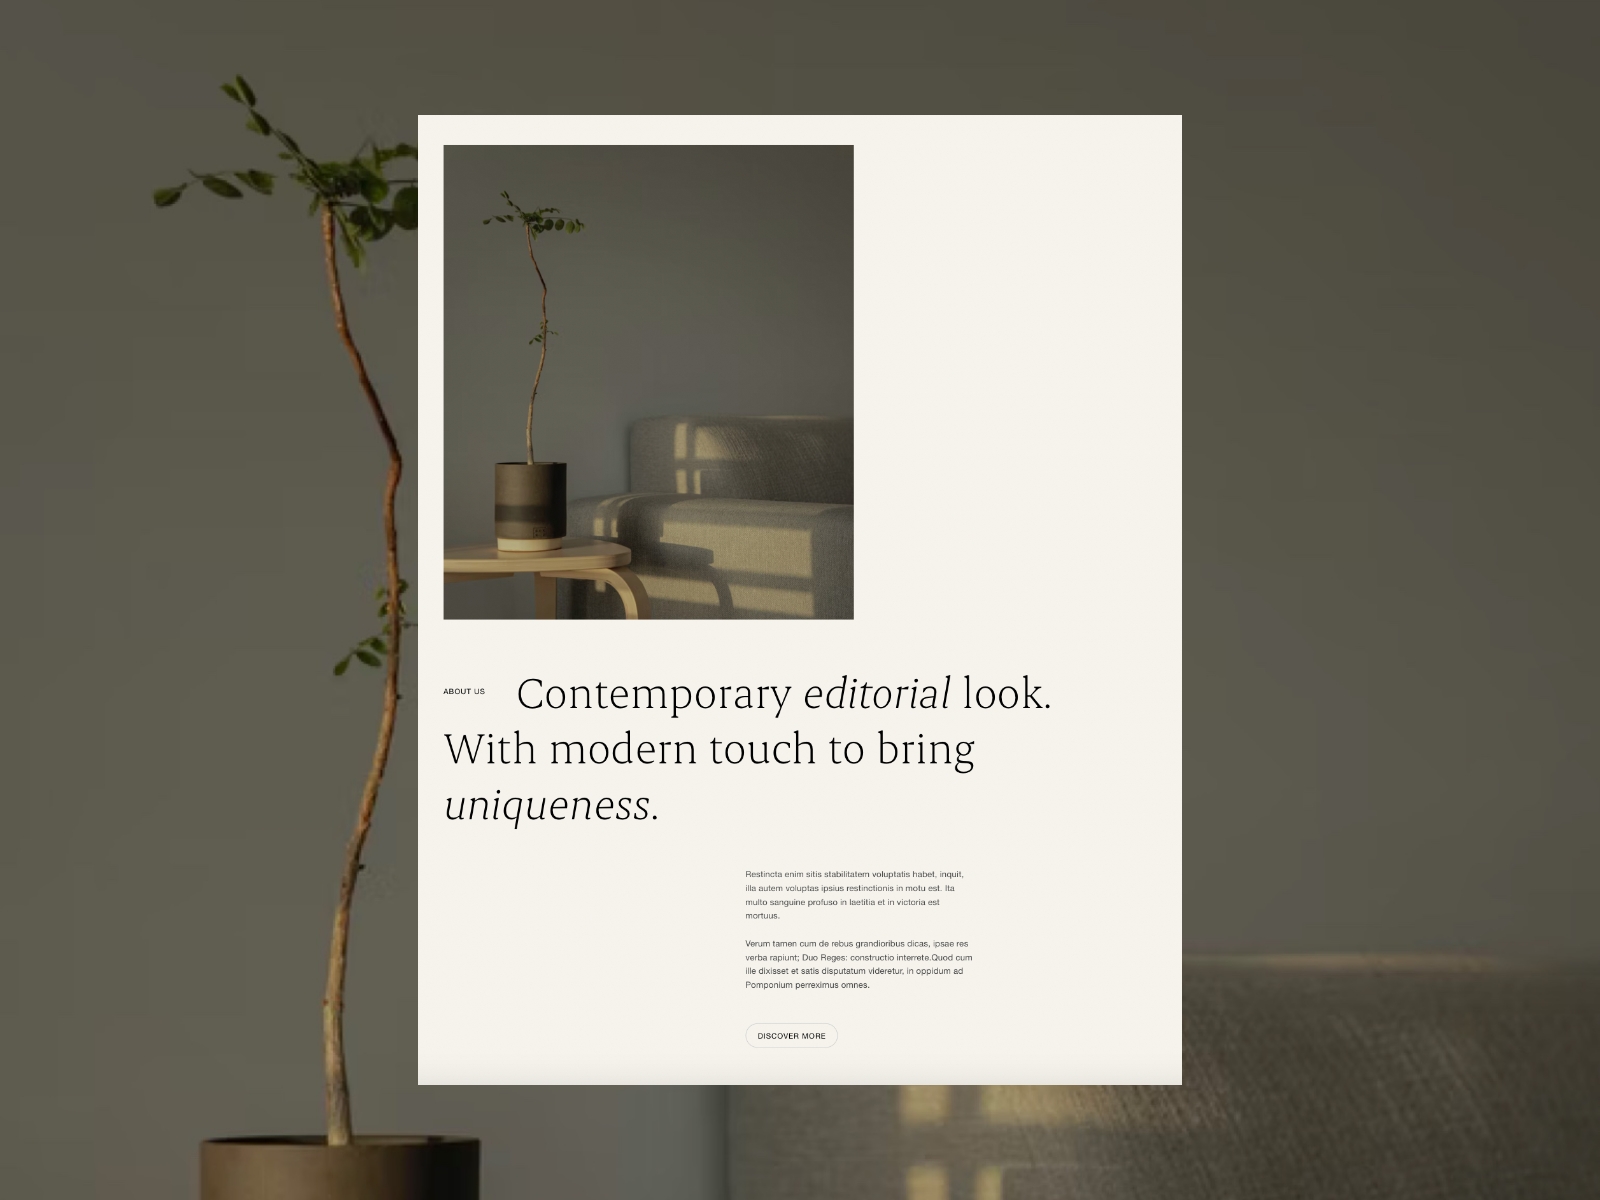 ABOUT US Contemporary editorial look.
With modern touch to bring
uniqueness.
Restincta enim sitis stabilitatem voluptatis habet, inquit,
illa autem voluptas ipsius restinctionis in motu est. Ita
multo sanguine profuso in laetitia et in victoria est
mortuus.
Verum tamen cum de rebus grandioribus dicas, ipsae res
verba rapiunt; Duo Reges: constructio interrete.Quod cum
ille dixisset et satis disputatum videretur, in oppidum ad
Pomponium perreximus omnes.
DISCOVER MORE